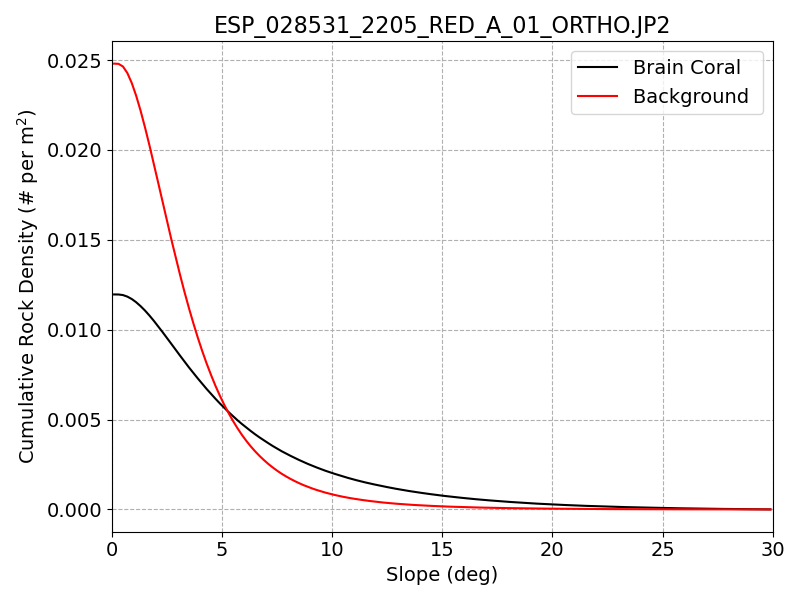 ESP_028531_2205_RED_A_01_ORTHO.JP2
Brain Coral
Background
Cumulative Rock Density (# per m²)
0.025
0.020
0.015
0.010
0.005
0.000
0 5 10 15 20 25 30
Slope (deg)